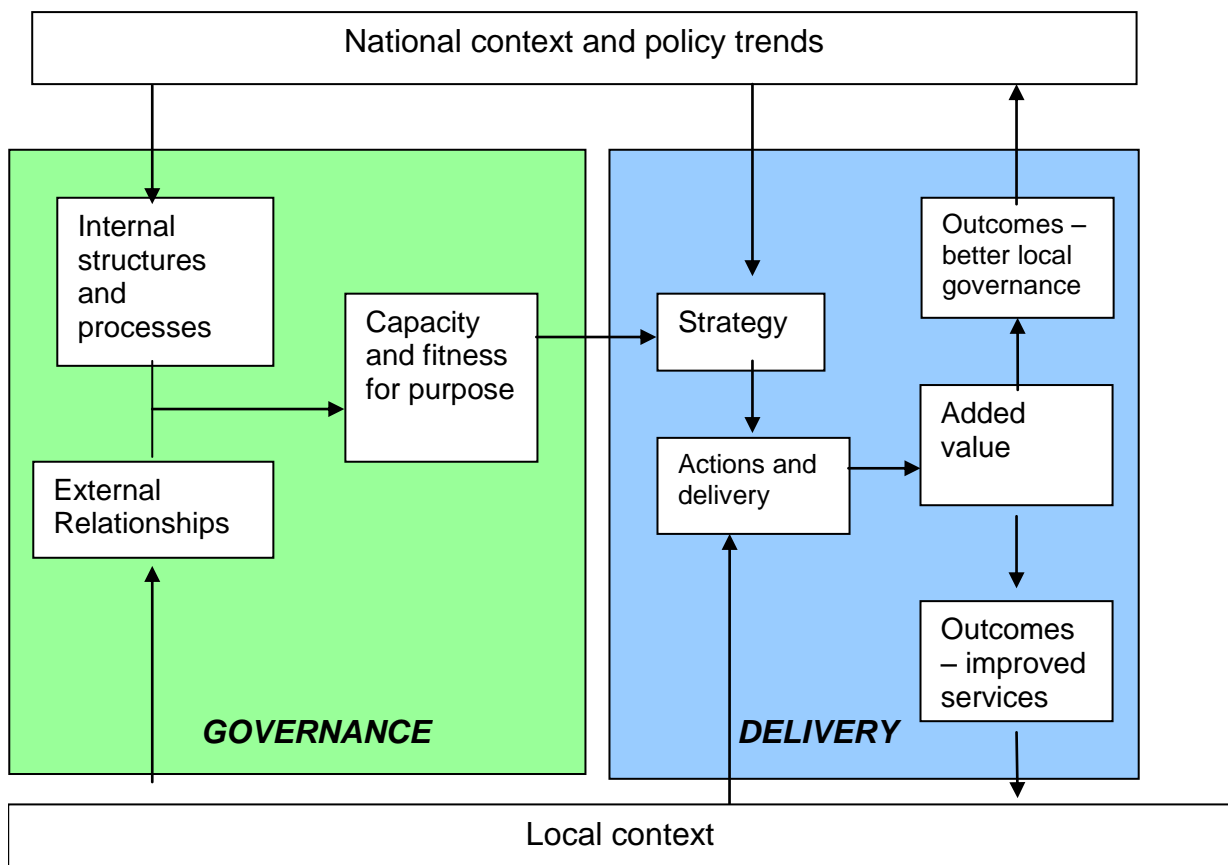 National context and policy trends
Internal
structures
and
processes
External
Relationships
Capacity
and fitness
for purpose
GOVERNANCE
Strategy
Actions and
delivery
Outcomes –
better local
governance
Added
value
Outcomes
– improved
services
DELIVERY
Local context